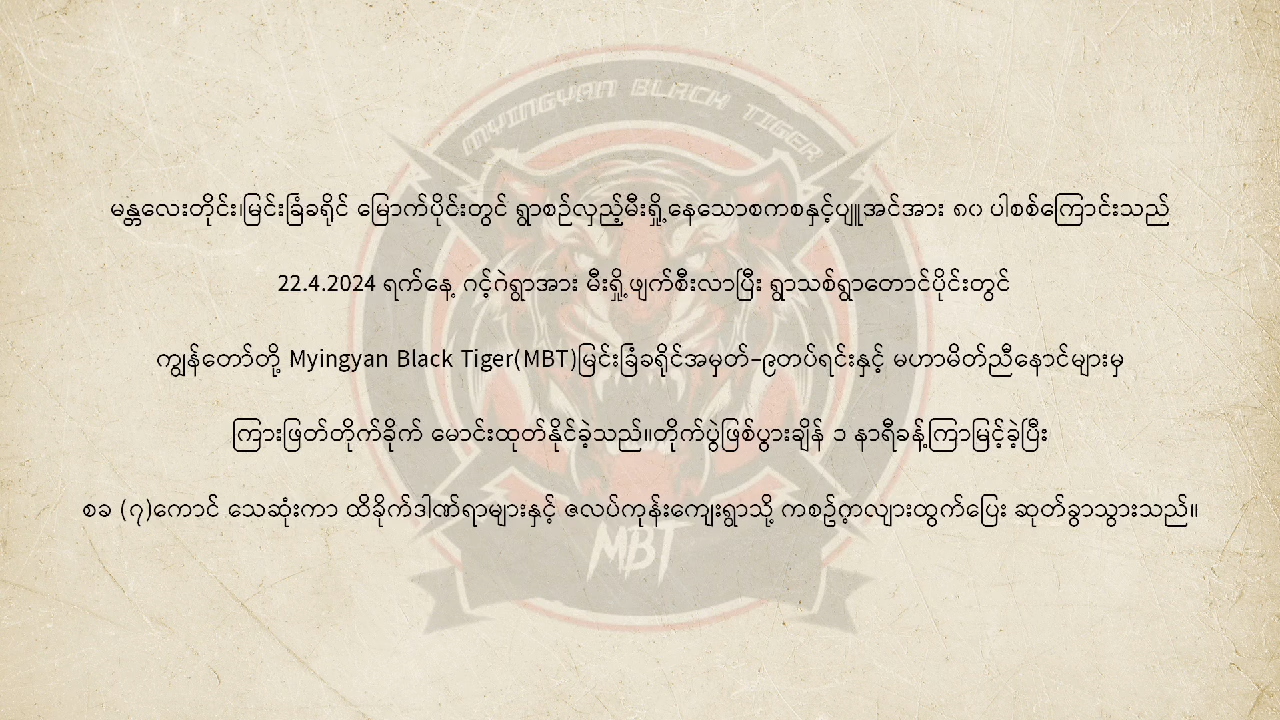 MYINGYAN BLACK TIGER
မန္တလေးတိုင်း၊မြင်းခြံခရိုင် မြောက်ပိုင်းတွင် ရွာစဉ်လှည့်မီးရှို့နေသောစကစနှင့်ပျူအင်အား ၈၀ ပါစစ်ကြောင်းသည်
22.4.2024 ရက်နေ့ ဂင့်ဂဲရွာအား မီးရှို့ဖျက်စီးလာပြီး ရွာသစ်ရွာတောင်ပိုင်းတွင်
ကျွန်တော်တို့ Myingyan Black Tiger(MBT)မြင်းခြံခရိုင်အမှတ်-၉တပ်ရင်းနှင့် မဟာမိတ်ညီနောင်များမှ
ကြားဖြတ်တိုက်ခိုက် မောင်းထုတ်နိုင်ခဲ့သည်။တိုက်ပွဲဖြစ်ပွားချိန် ၁ နာရီခန့်ကြာမြင့်ခဲ့ပြီး
စခ (၇)ကောင် သေဆုံးကာ ထိခိုက်ဒါဏ်ရာများနှင့် ဇလပ်ကုန်းကျေးရွာသို့ ကစဥ့်ကလျားထွက်ပြေး ဆုတ်ခွာသွားသည်။
MBT